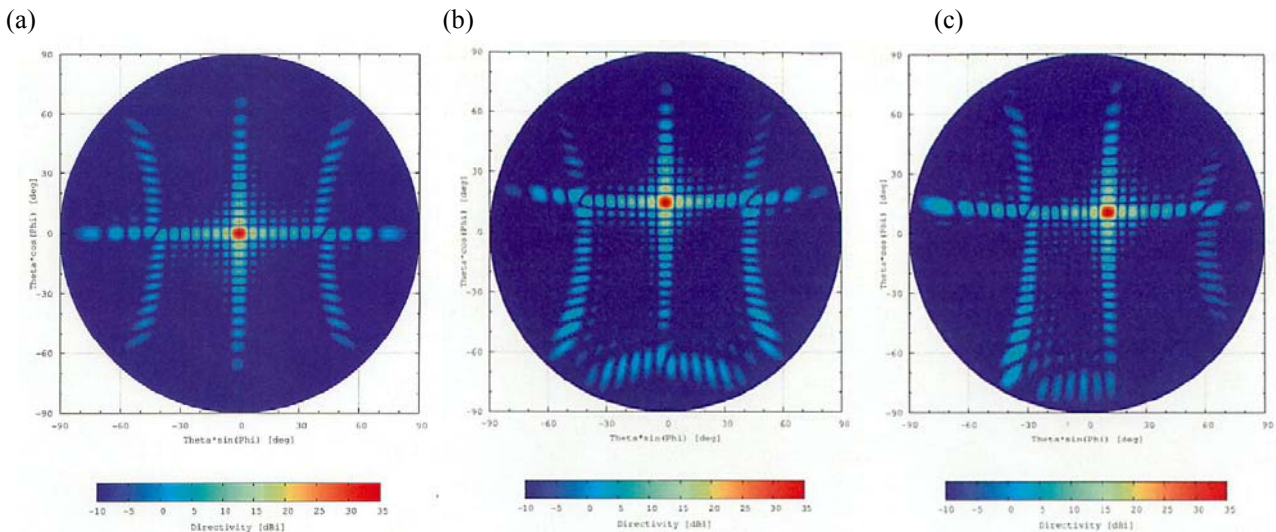 (a) (b) (c)
90
60
30
0
-30
-60
-90
-90 -60 -30 0 30 60 90
Theta*cos(Phi) [deg]
Theta*sin(Phi) [deg]
-10 -5 0 5 10 15 20 25 30 35
Directivity [dBi]
90
60
30
0
-30
-60
-90
-90 -60 -30 0 30 60 90
Theta*cos(Phi) [deg]
Theta*sin(Phi) [deg]
-10 -5 0 5 10 15 20 25 30 35
Directivity [dBi]
90
60
30
0
-30
-60
-90
-90 -60 -30 0 30 60 90
Theta*cos(Phi) [deg]
Theta*sin(Phi) [deg]
-10 -5 0 5 10 15 20 25 30 35
Directivity [dBi]